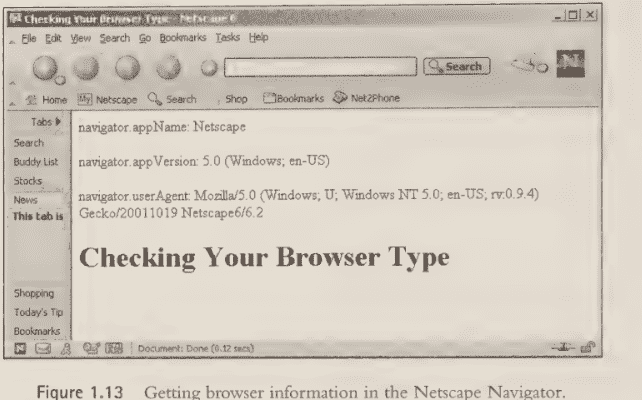 Checking Your Browser Type - Netscape 6
File Edit View Search Go Bookmarks Tasks Help
Search
N
Home My Netscape Search Shop Bookmarks Net2Phone
Tabs
Search
Buddy List
Stocks
News
This tab is
Shopping
Today's Tip
Bookmarks
navigator.appName: Netscape
navigator.appVersion: 5.0 (Windows; en-US)
navigator.userAgent: Mozilla/5.0 (Windows; U; Windows NT 5.0; en-US; rv:0.9.4)
Gecko/20011019 Netscape6/6.2
Checking Your Browser Type
Document: Done (0.12 secs)
Figure 1.13 Getting browser information in the Netscape Navigator.